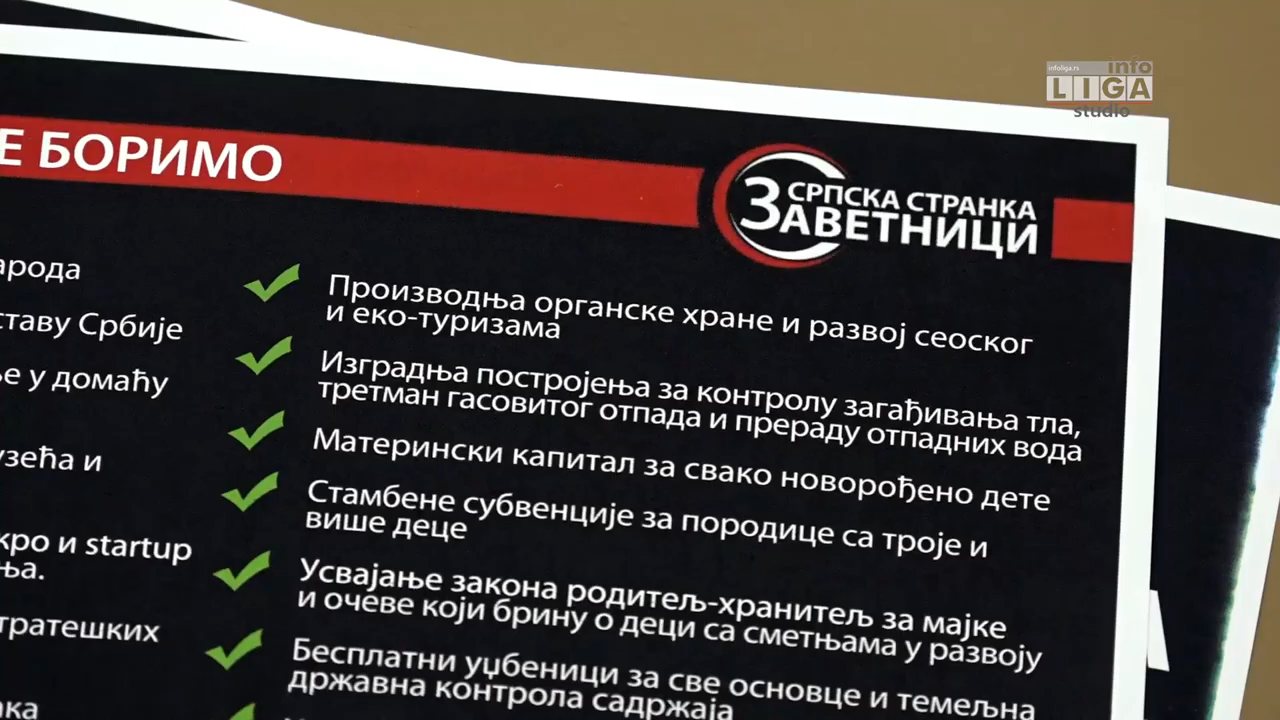 infoliga.rs
info
LIGA
studio
Е БОРИМО
СРПСКА СТРАНКА
ЗАВЕТНИЦИ
арода
ставу Србије
е у домаћу
узећа и
кро и startup
ња.
тратешких
ака
Производња органске хране и развој сеоског
и еко-туризама
Изградња постројења за контролу загађивања тла,
третман гасовитог отпада и прераду отпадних вода
Матерински капитал за свако новорођено дете
Стамбене субвенције за породице са троје и
више деце
Усвајање закона родитељ-хранитељ за мајке
и очеве који брину о деци са сметњама у развоју
Бесплатни уџбеници за све основце и темељна
државна контрола садржаја